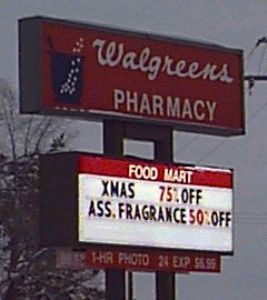 Walgreens
PHARMACY
FOOD MART
XMAS 75% OFF
ASS. FRAGRANCE 50% OFF
1-HR PHOTO 24 EXP $6.99